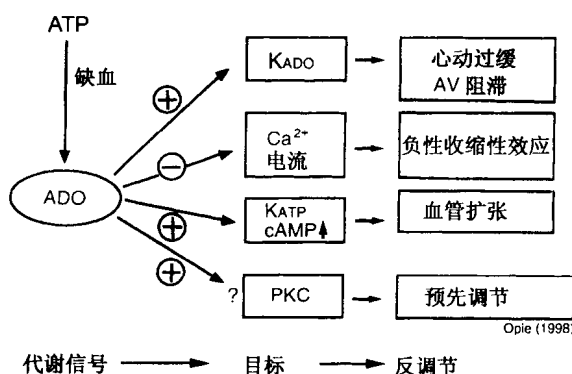 ATP
缺血
ADO
+
KADO
心动过缓
AV 阻滞
−
Ca²⁺
电流
负性收缩性效应
+
KATP
cAMP↑
血管扩张
+
?
PKC
预先调节
Opie (1998)
代谢信号 → 目标 → 反调节